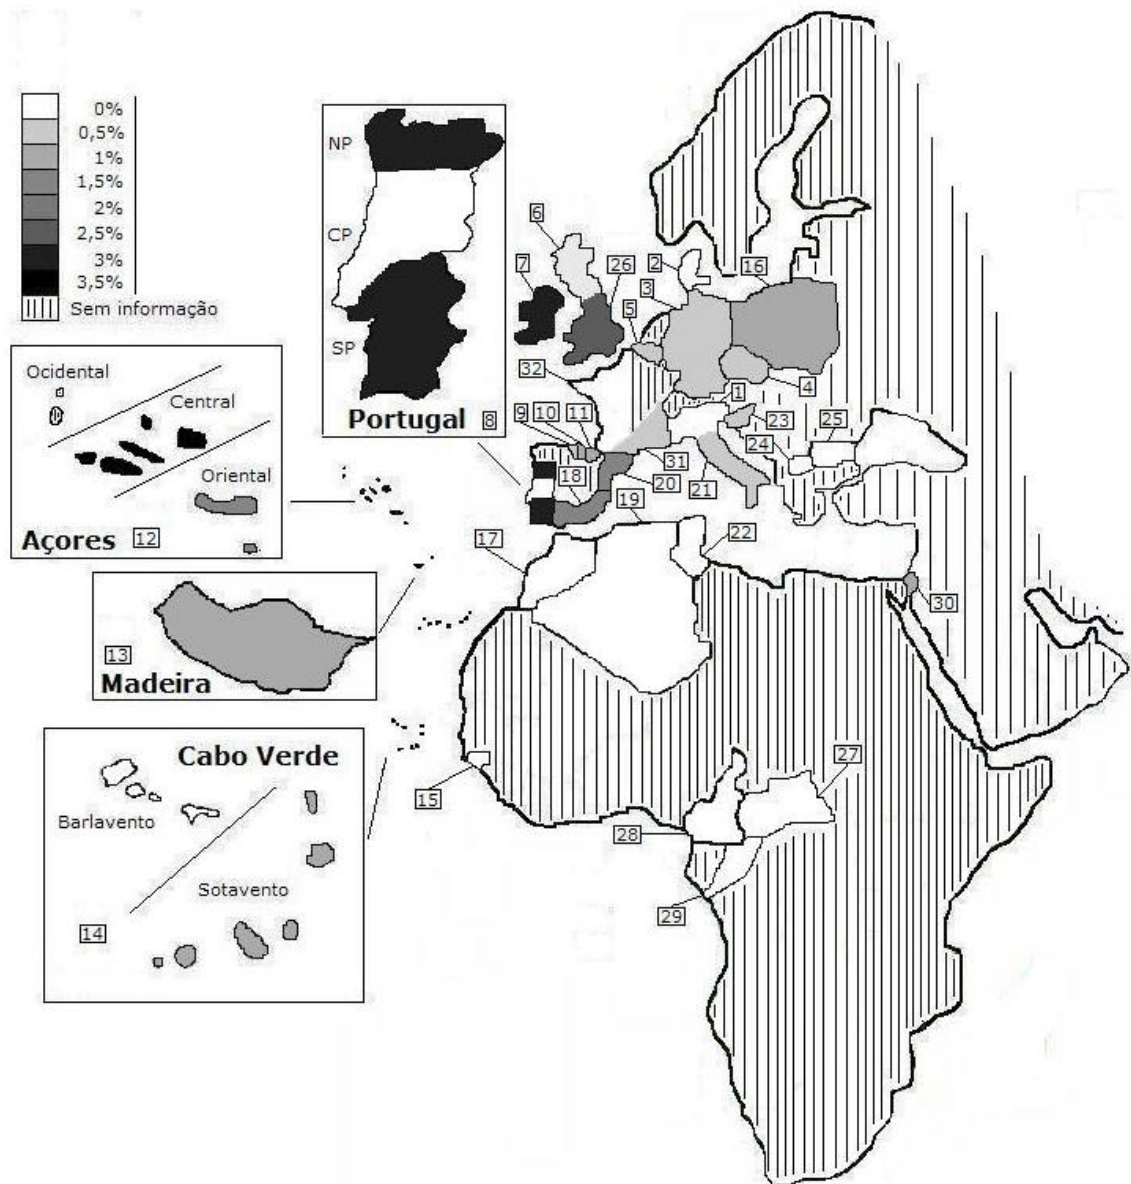 0%
0,5%
1%
1,5%
2%
2,5%
3%
3,5%
Sem informação
NP
CP
SP
Portugal 8
Ocidental
Central
Oriental
Açores 12
13
Madeira
Cabo Verde
Barlavento
Sotavento
14
6
7
26
2
16
3
5
32
1
4
9
10
11
23
24
25
18
31
20
21
19
17
22
30
15
27
28
29